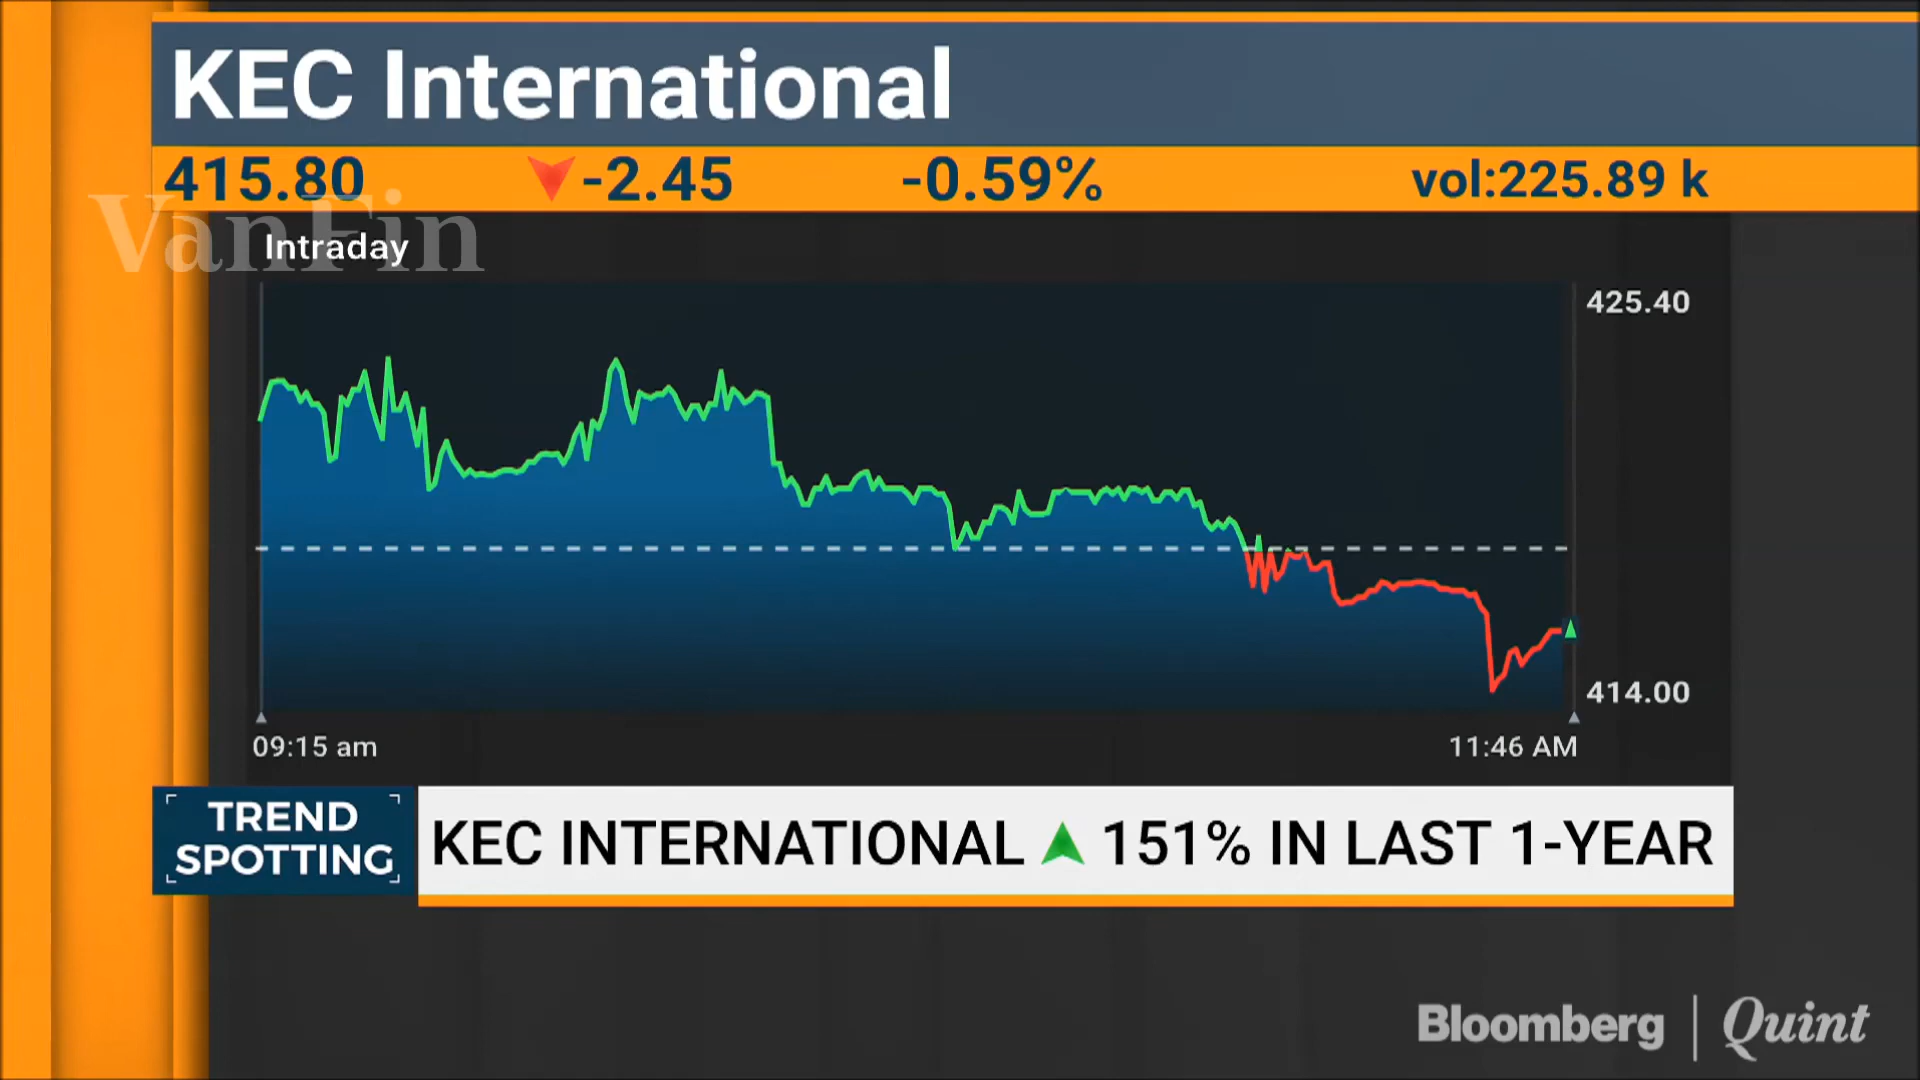 KEC International
415.80 -2.45 -0.59% vol:225.89 k
VanFin
Intraday
425.40
414.00
09:15 am 11:46 AM
TREND
SPOTTING
KEC INTERNATIONAL 151% IN LAST 1-YEAR
Bloomberg | Quint